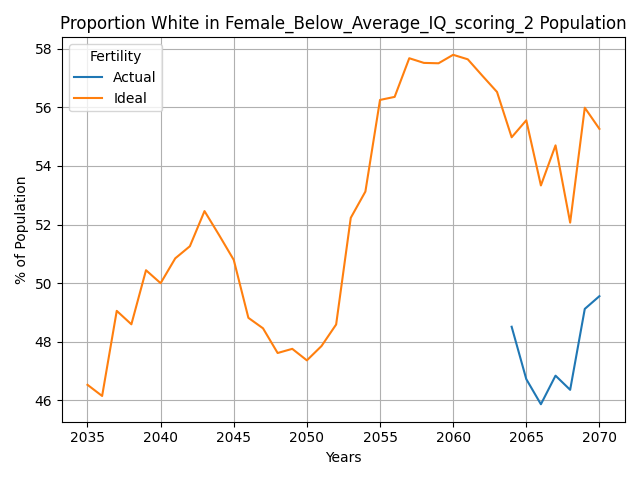 Proportion White in Female_Below_Average_IQ_scoring_2 Population
Fertility
Actual
Ideal
% of Population
58
56
54
52
50
48
46
2035 2040 2045 2050 2055 2060 2065 2070
Years